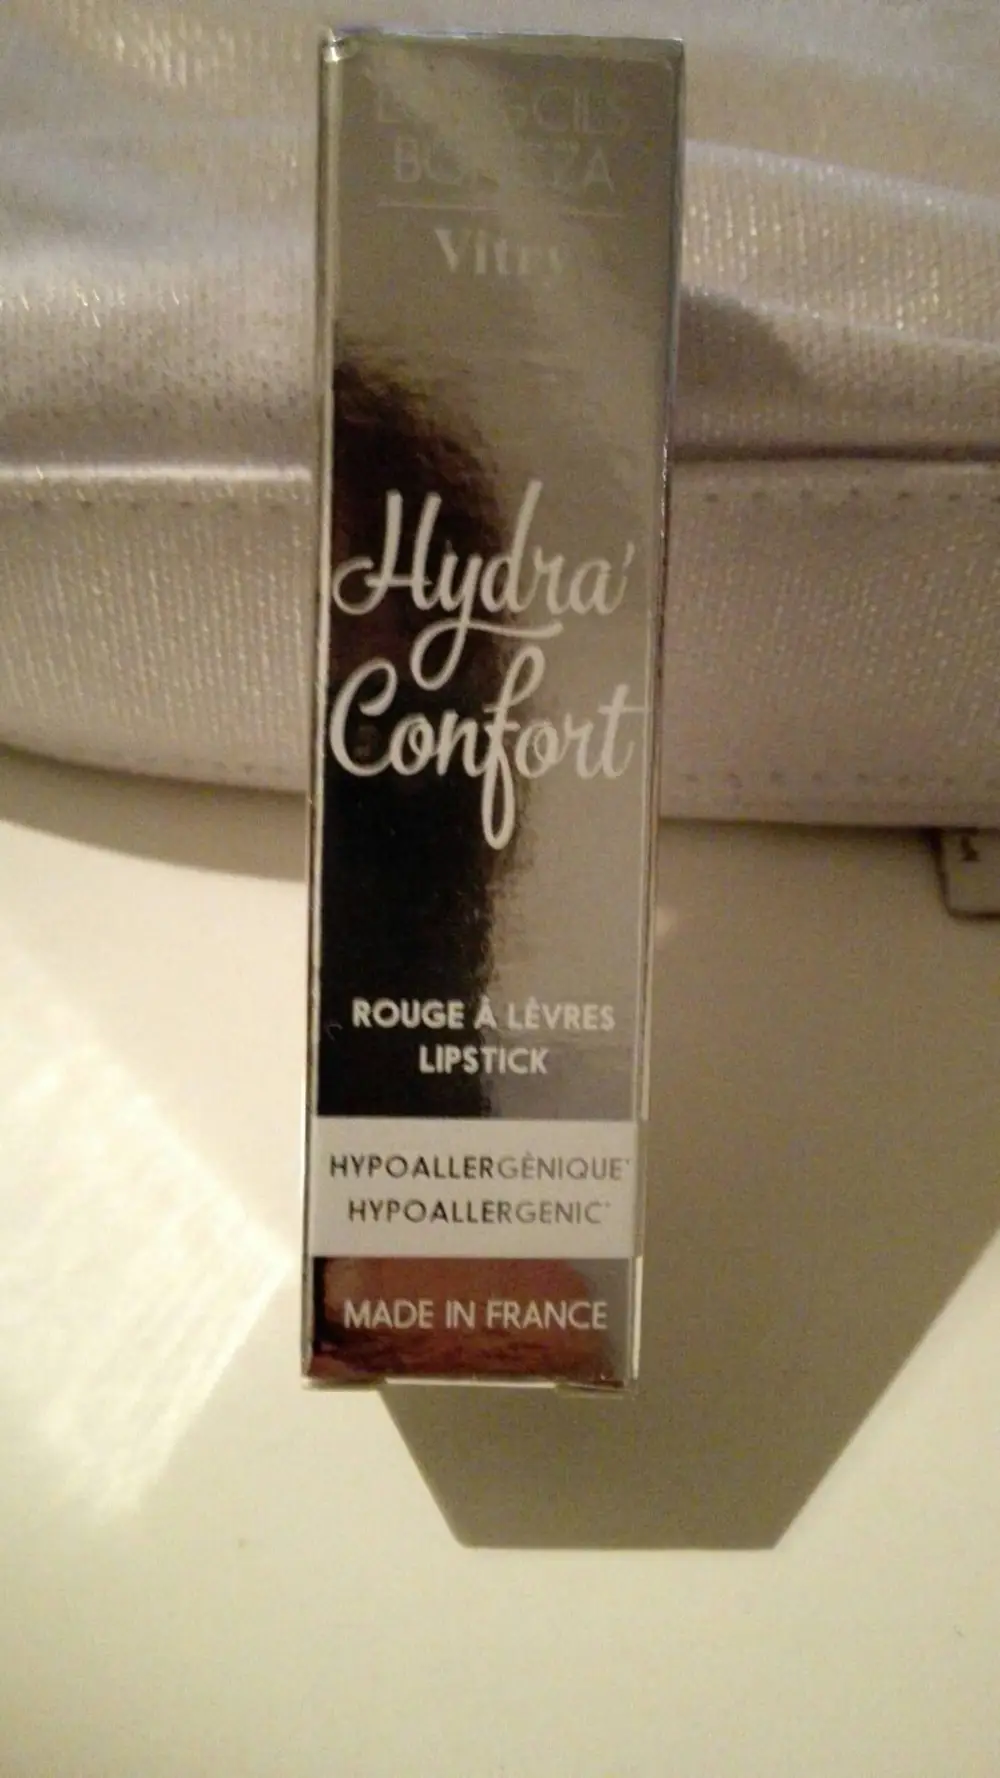 Vitry
Hydra'
Confort
ROUGE À LÈVRES
LIPSTICK
HYPOALLERGÉNIQUE*
HYPOALLERGENIC*
MADE IN FRANCE